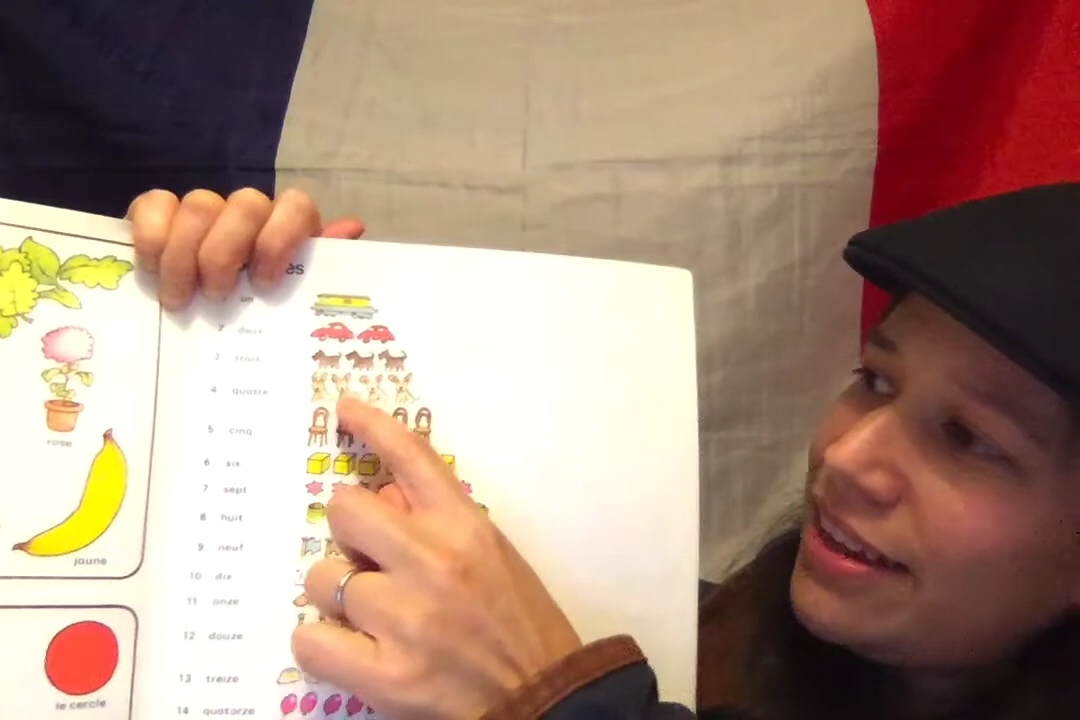 rose
jaune
le cercle
es
un
2 deux
3 trois
4 quatre
5 cinq
6 six
7 sept
8 huit
9 neuf
10 dix
11 onze
12 douze
13 treize
14 quatorze